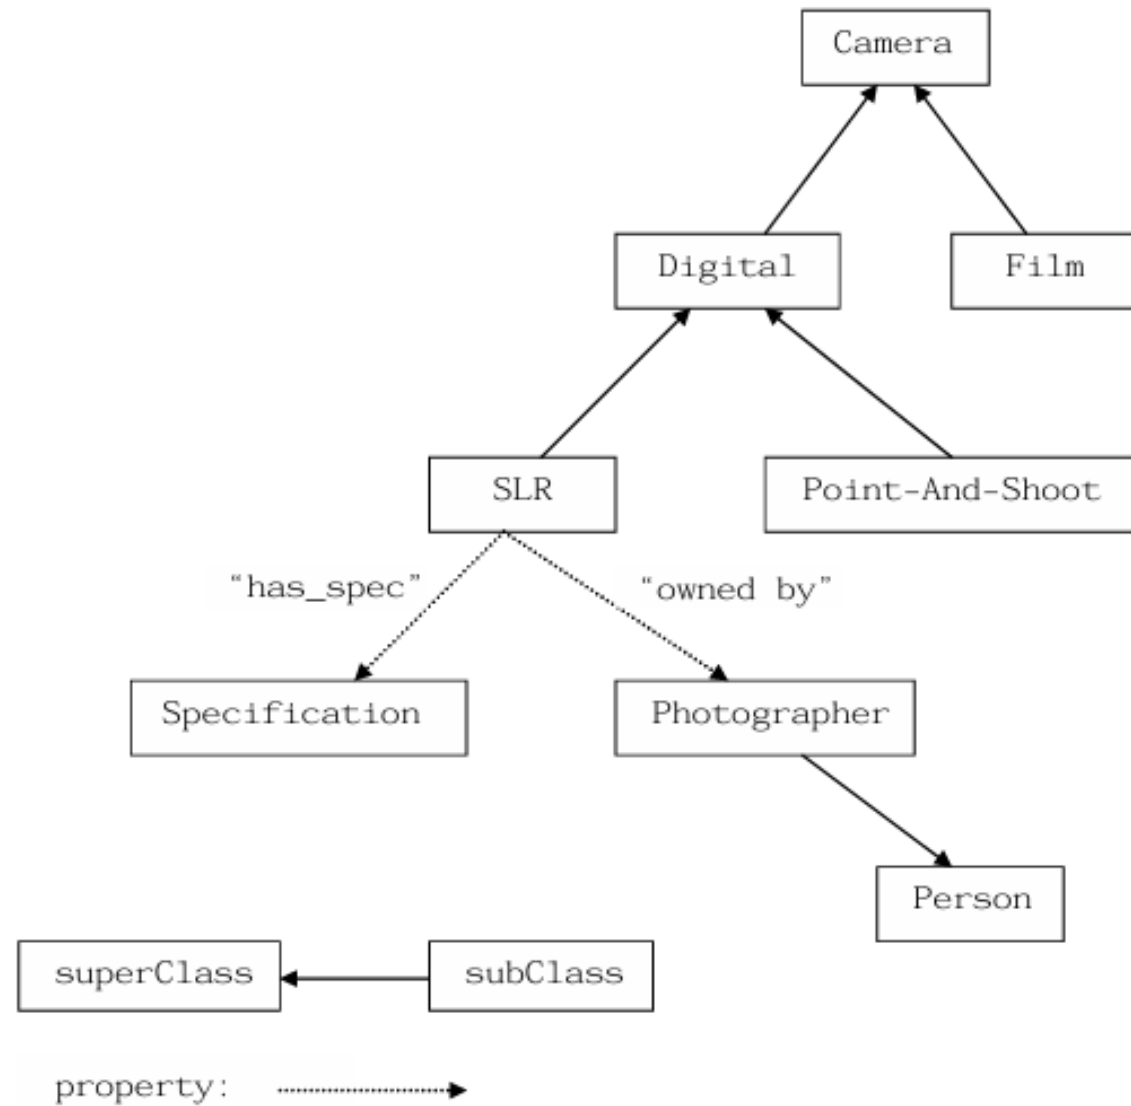 Camera
Digital
Film
SLR
Point-And-Shoot
“has_spec”
“owned by”
Specification
Photographer
Person
superClass
subClass
property: